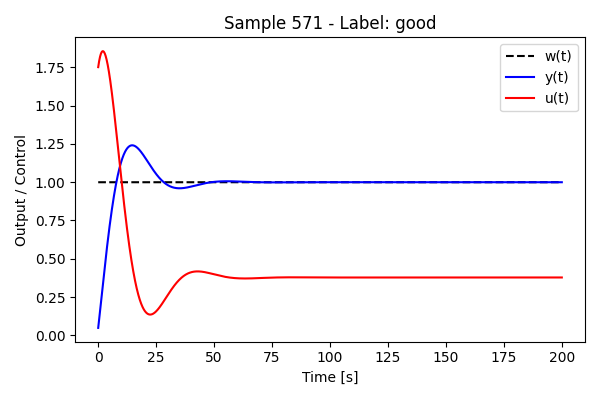 Sample 571 - Label: good
w(t)
y(t)
u(t)
Output / Control
1.75
1.50
1.25
1.00
0.75
0.50
0.25
0.00
0 25 50 75 100 125 150 175 200
Time [s]